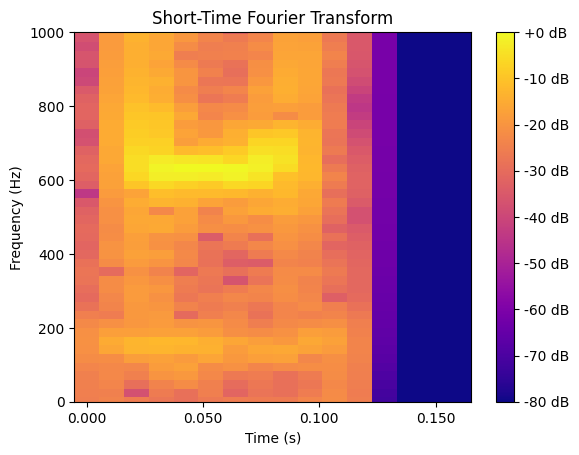 Short-Time Fourier Transform
1000
800
600
400
200
0
Frequency (Hz)
0.000
0.050
0.100
0.150
Time (s)
+0 dB
-10 dB
-20 dB
-30 dB
-40 dB
-50 dB
-60 dB
-70 dB
-80 dB